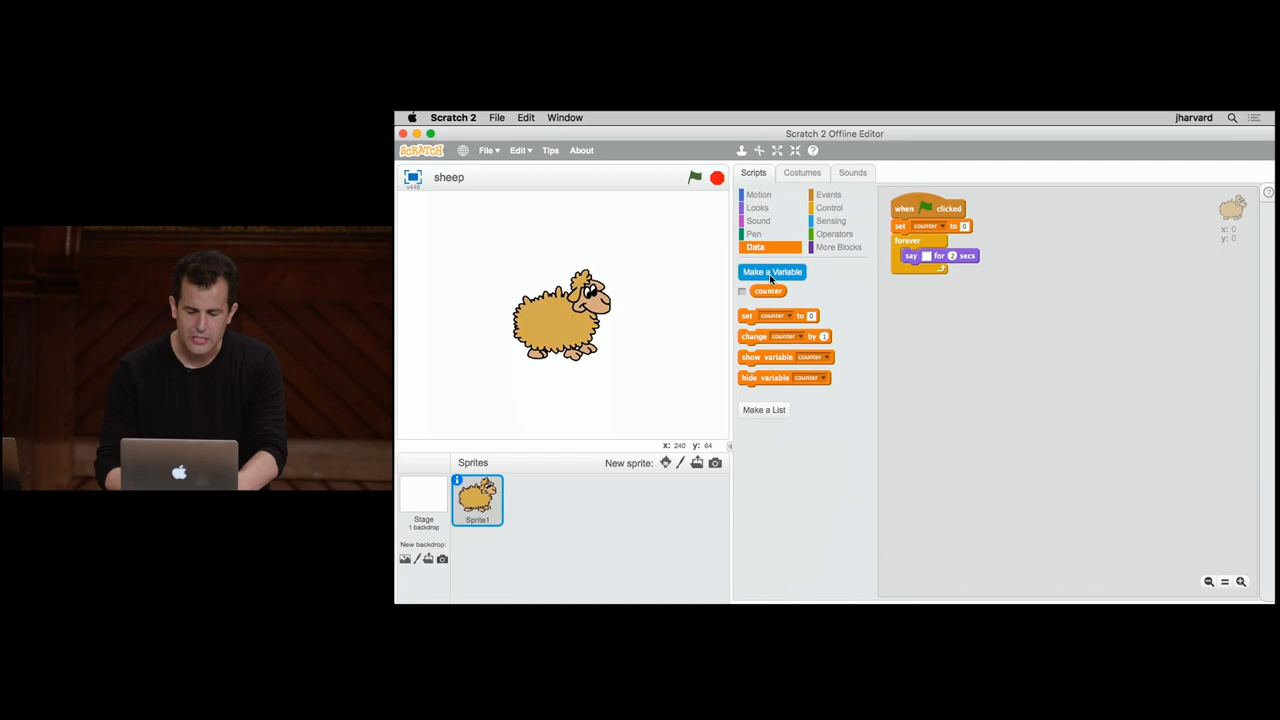 Scratch 2 File Edit Window jharvard
Scratch 2 Offline Editor
SCRATCH File Edit Tips About
v448 sheep
Scripts Costumes Sounds
Motion Events
Looks Control
Sound Sensing
Pen Operators
Data More Blocks
Make a Variable
counter
set counter to 0
change counter by 1
show variable counter
hide variable counter
Make a List
when clicked
set counter to 0
forever
say for 2 secs
x: 0
y: 0
x: 240 y: 64
Sprites New sprite:
Stage
1 backdrop
New backdrop:
Sprite1